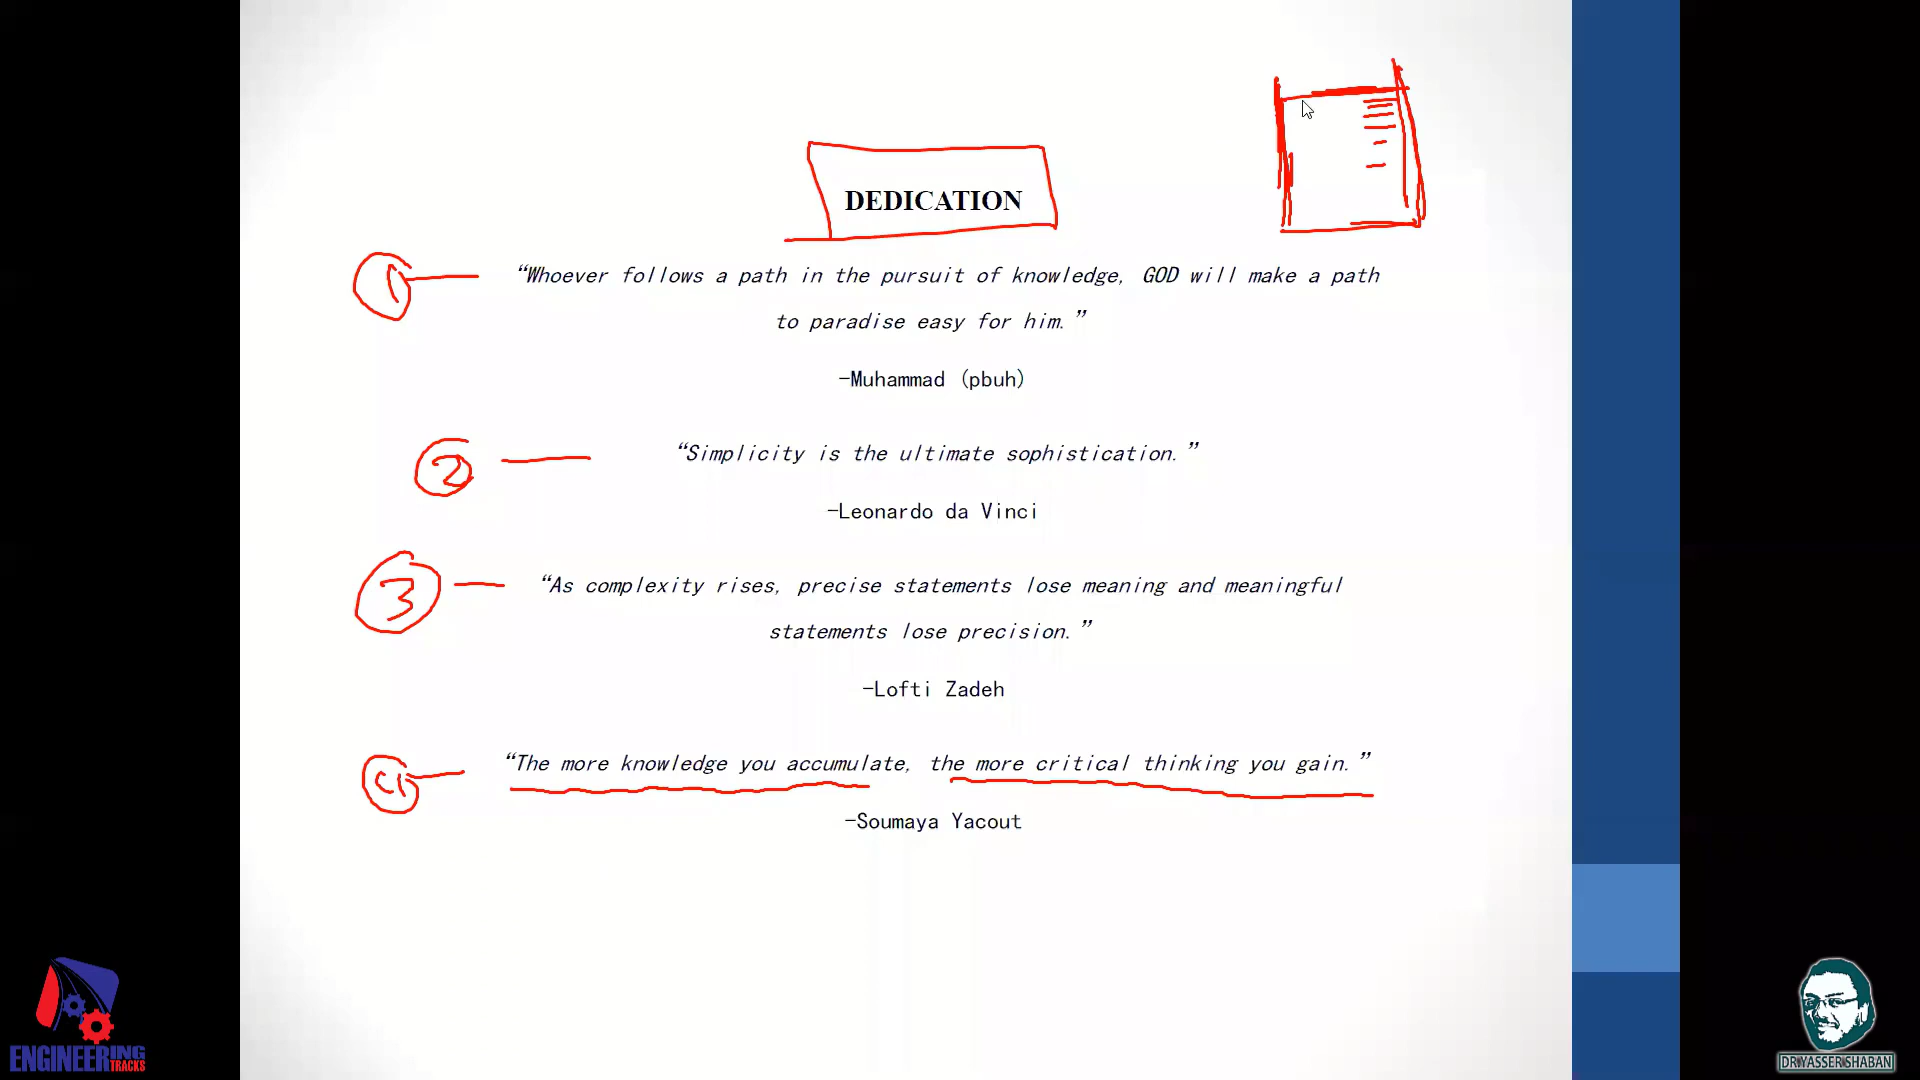 DEDICATION
1
“Whoever follows a path in the pursuit of knowledge, GOD will make a path
to paradise easy for him.”
-Muhammad (pbuh)
2
“Simplicity is the ultimate sophistication.”
-Leonardo da Vinci
3
“As complexity rises, precise statements lose meaning and meaningful
statements lose precision.”
-Lofti Zadeh
“The more knowledge you accumulate, the more critical thinking you gain.”
-Soumaya Yacout
ENGINEERING
TRACKS
DR YASSER SHABAN